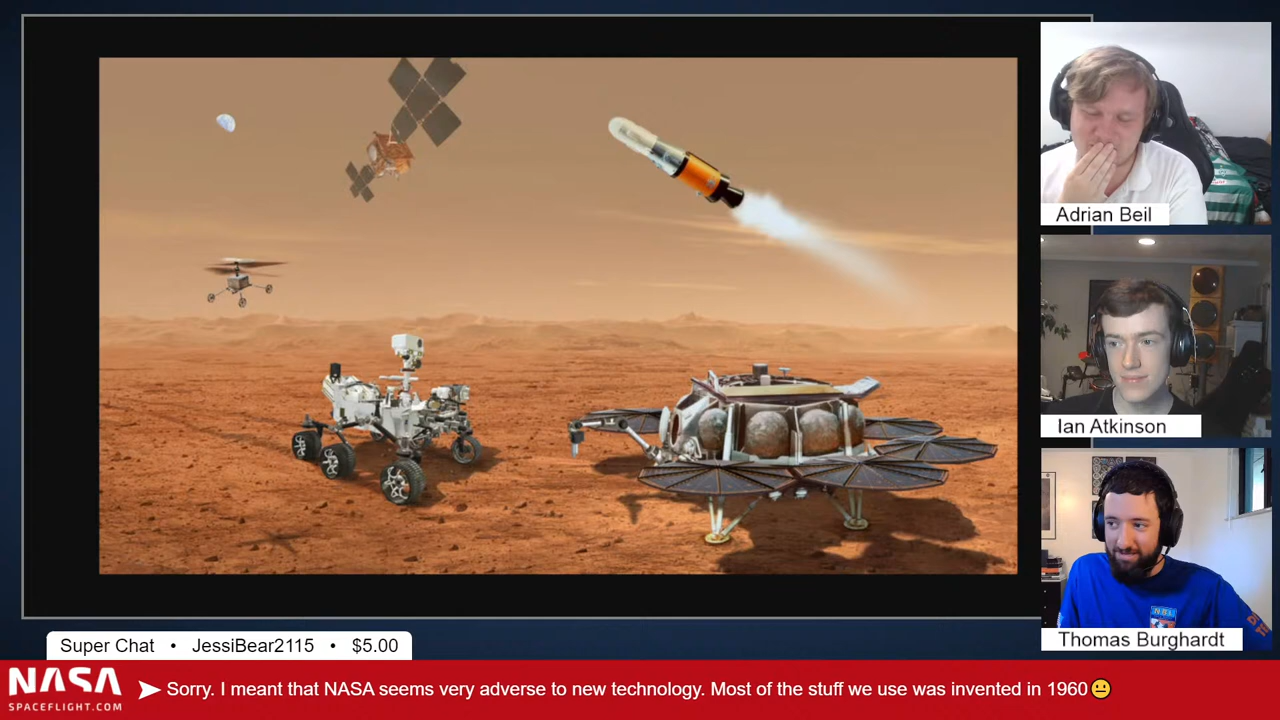 Adrian Beil
Ian Atkinson
Thomas Burghardt
Super Chat • JessiBear2115 • $5.00
NASA
SPACEFLIGHT.COM
Sorry. I meant that NASA seems very adverse to new technology. Most of the stuff we use was invented in 1960😐